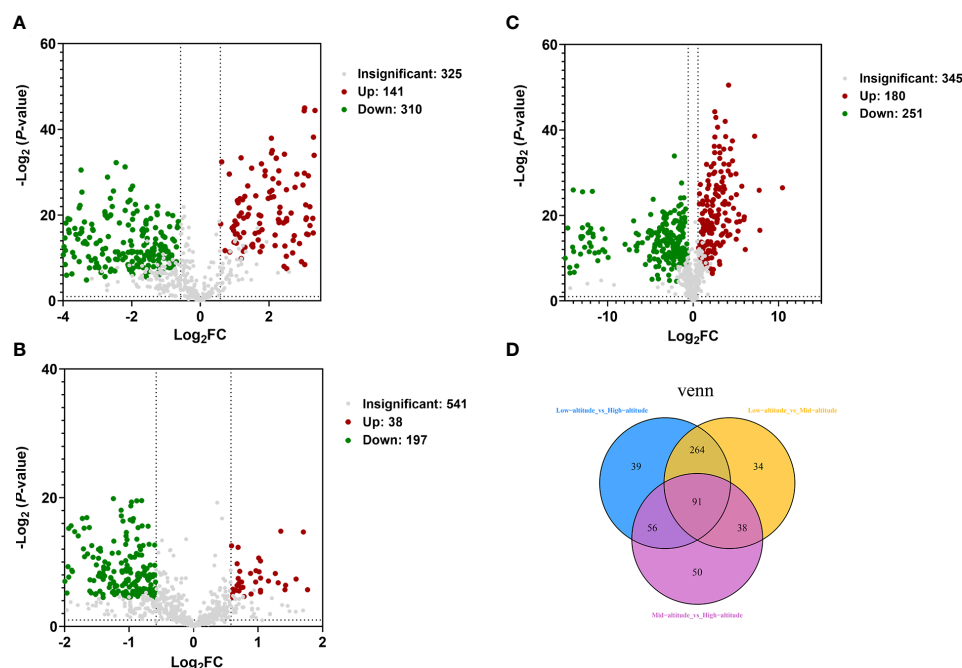 A
60
40
20
0
-4
-2
0
2
-Log2 (P-value)
Log2FC
Insignificant: 325
Up: 141
Down: 310
C
60
40
20
0
-10
0
10
-Log2 (P-value)
Log2FC
Insignificant: 345
Up: 180
Down: 251
B
40
20
0
-2
-1
0
1
2
-Log2 (P-value)
Log2FC
Insignificant: 541
Up: 38
Down: 197
D
venn
Low-altitude_vs_High-altitude
Low-altitude_vs_Mid-altitude
39
264
34
91
56
38
50
Mid-altitude_vs_High-altitude